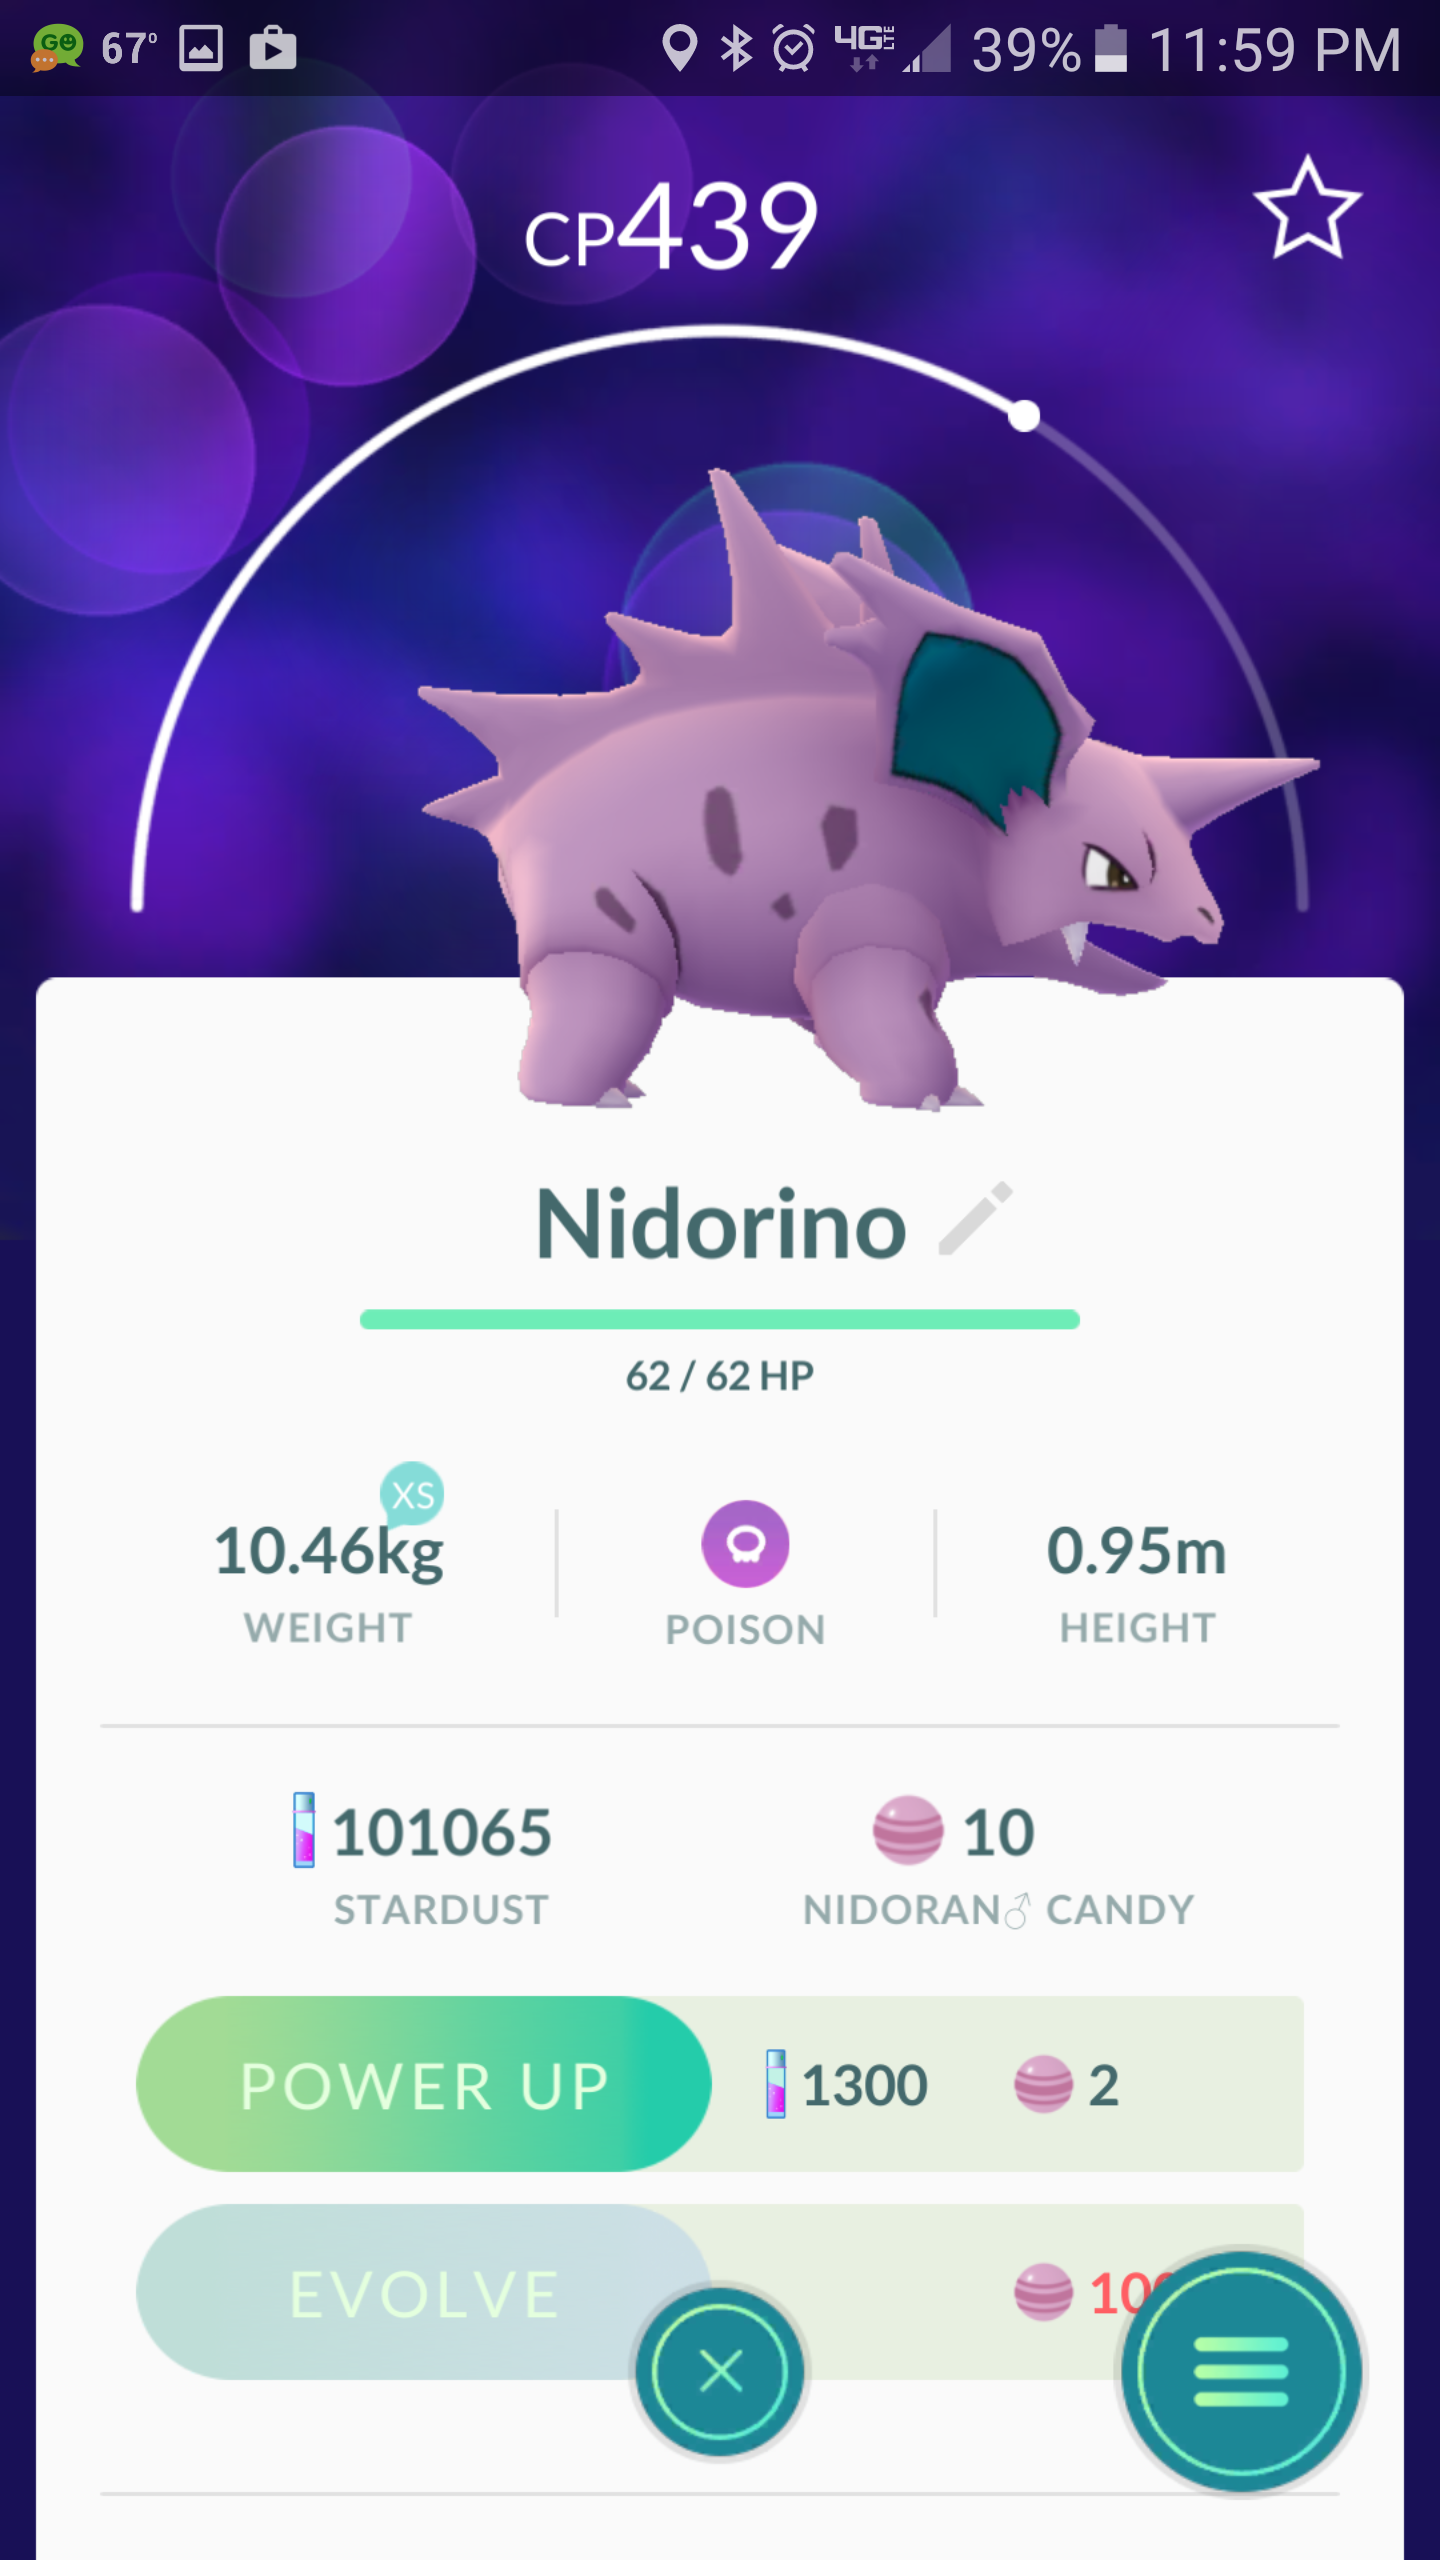 GO 67° 4G LTE 39% 11:59 PM
CP439
Nidorino
62 / 62 HP
XS
10.46kg 0.95m
WEIGHT POISON HEIGHT
101065 10
STARDUST NIDORAN♂ CANDY
POWER UP 1300 2
EVOLVE